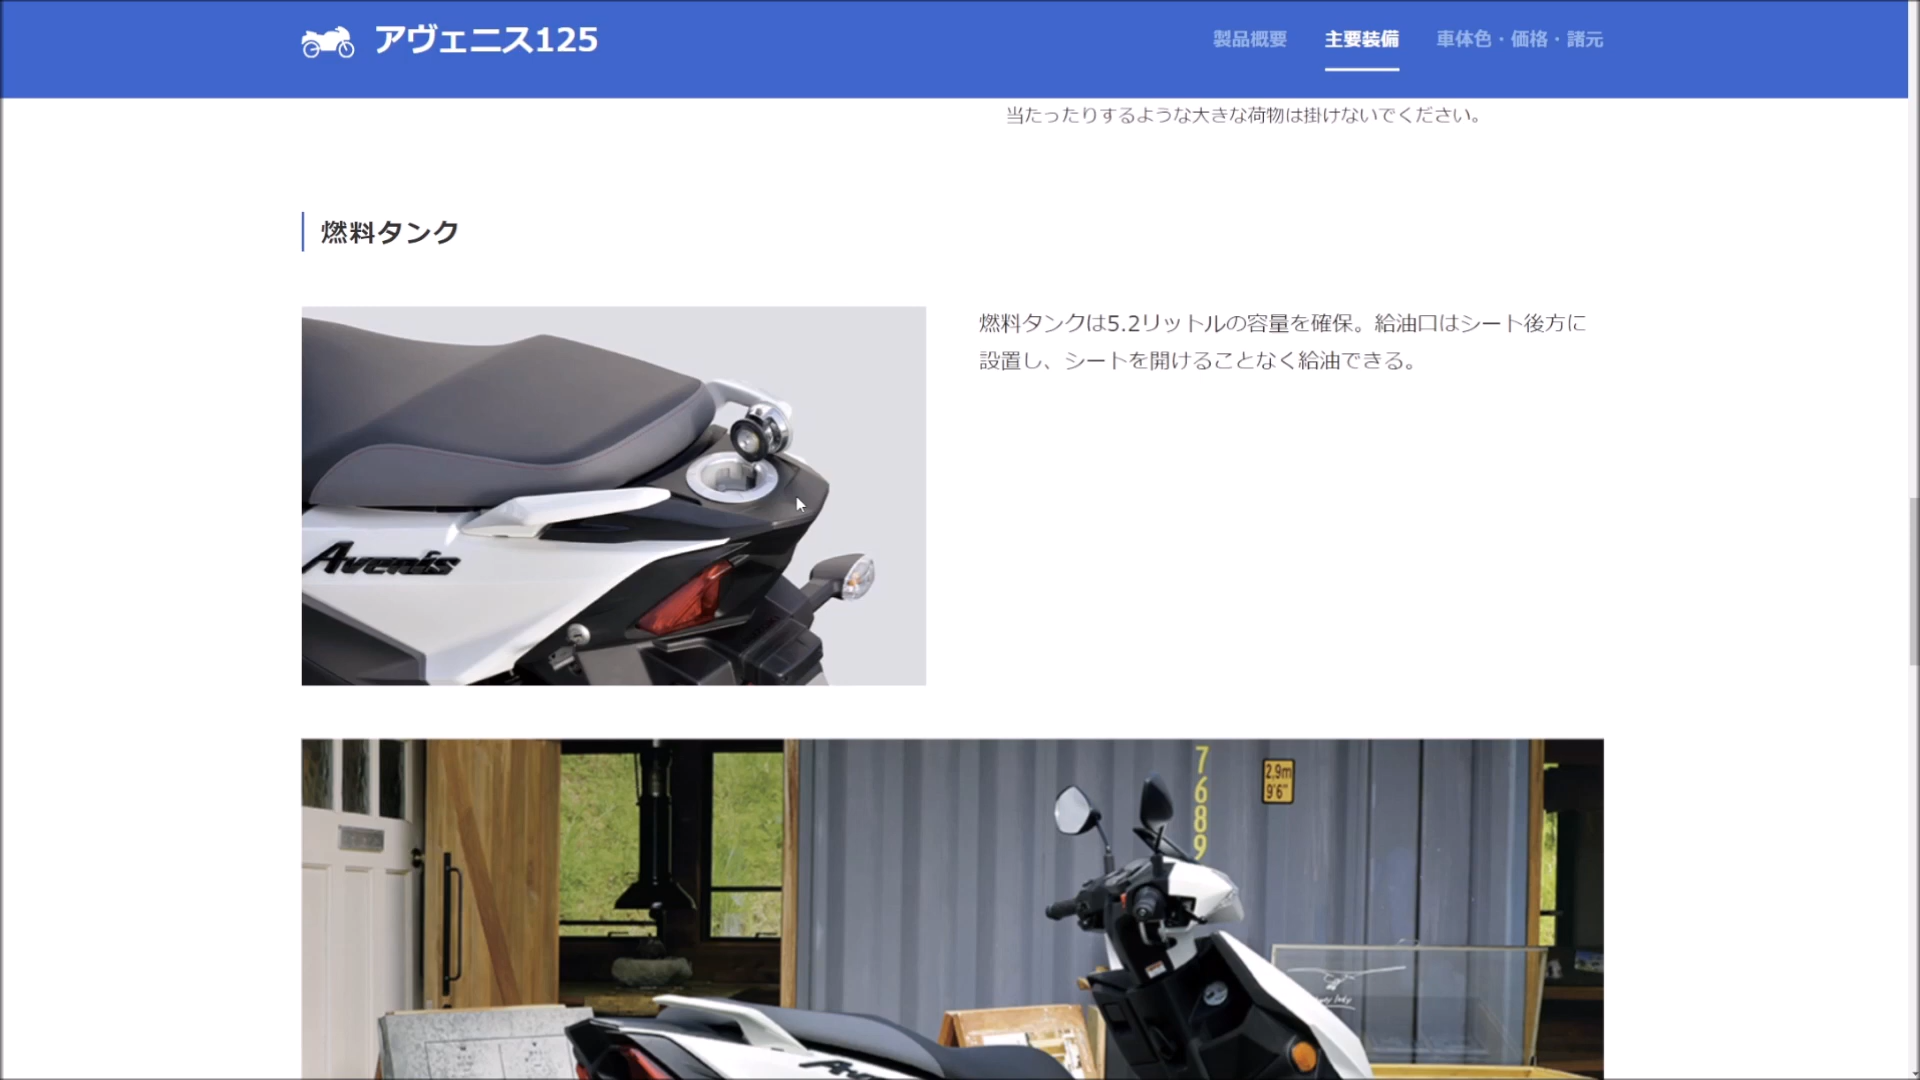 アヴェニス125
製品概要
主要装備
車体色・価格・諸元
当たったりするような大きな荷物は掛けないでください。
燃料タンク
燃料タンクは5.2リットルの容量を確保。給油口はシート後方に
設置し、シートを開けることなく給油できる。
Avenis
7689
2,9m
9'6"